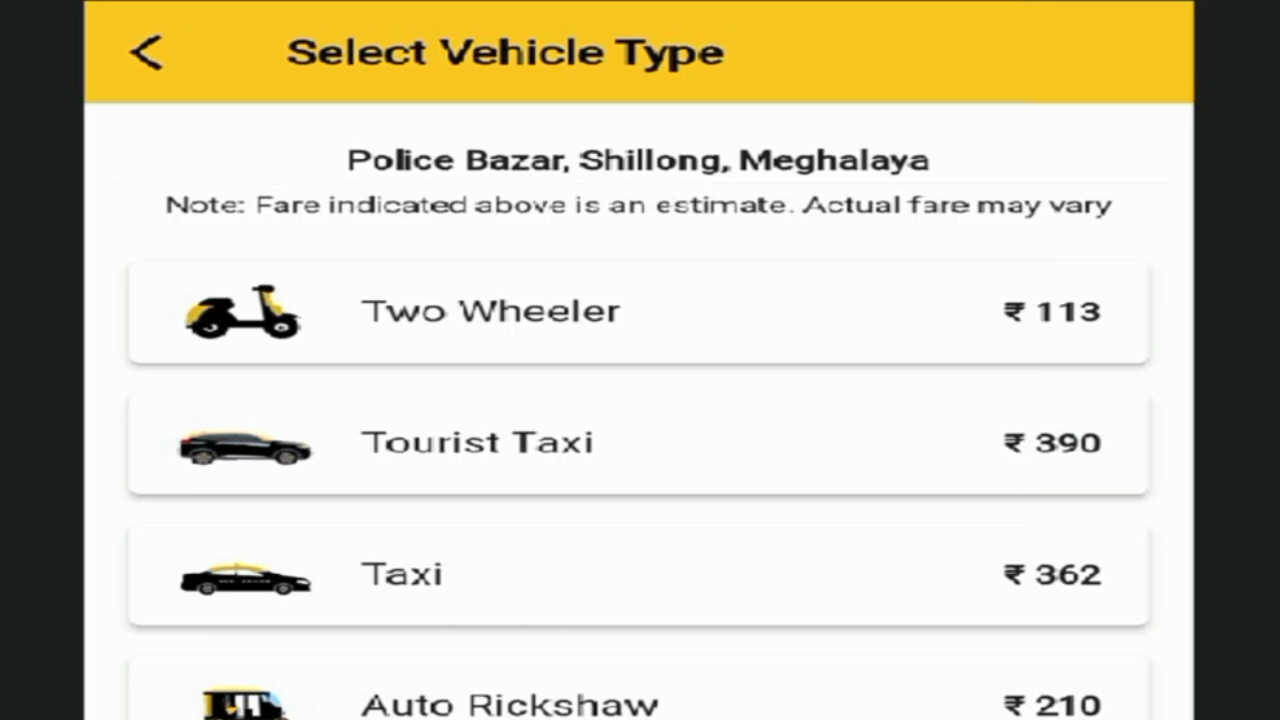 Select Vehicle Type
Police Bazar, Shillong, Meghalaya
Note: Fare indicated above is an estimate. Actual fare may vary
Two Wheeler ₹ 113
Tourist Taxi ₹ 390
Taxi ₹ 362
Auto Rickshaw ₹ 210